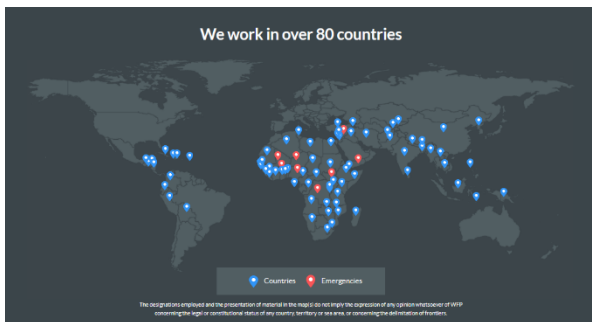 We work in over 80 countries
Countries
Emergencies
The designations employed and the presentation of material in the map(s) do not imply the expression of any opinion whatsoever of WFP
concerning the legal or constitutional status of any country, territory or sea area, or concerning the delimitation of frontiers.